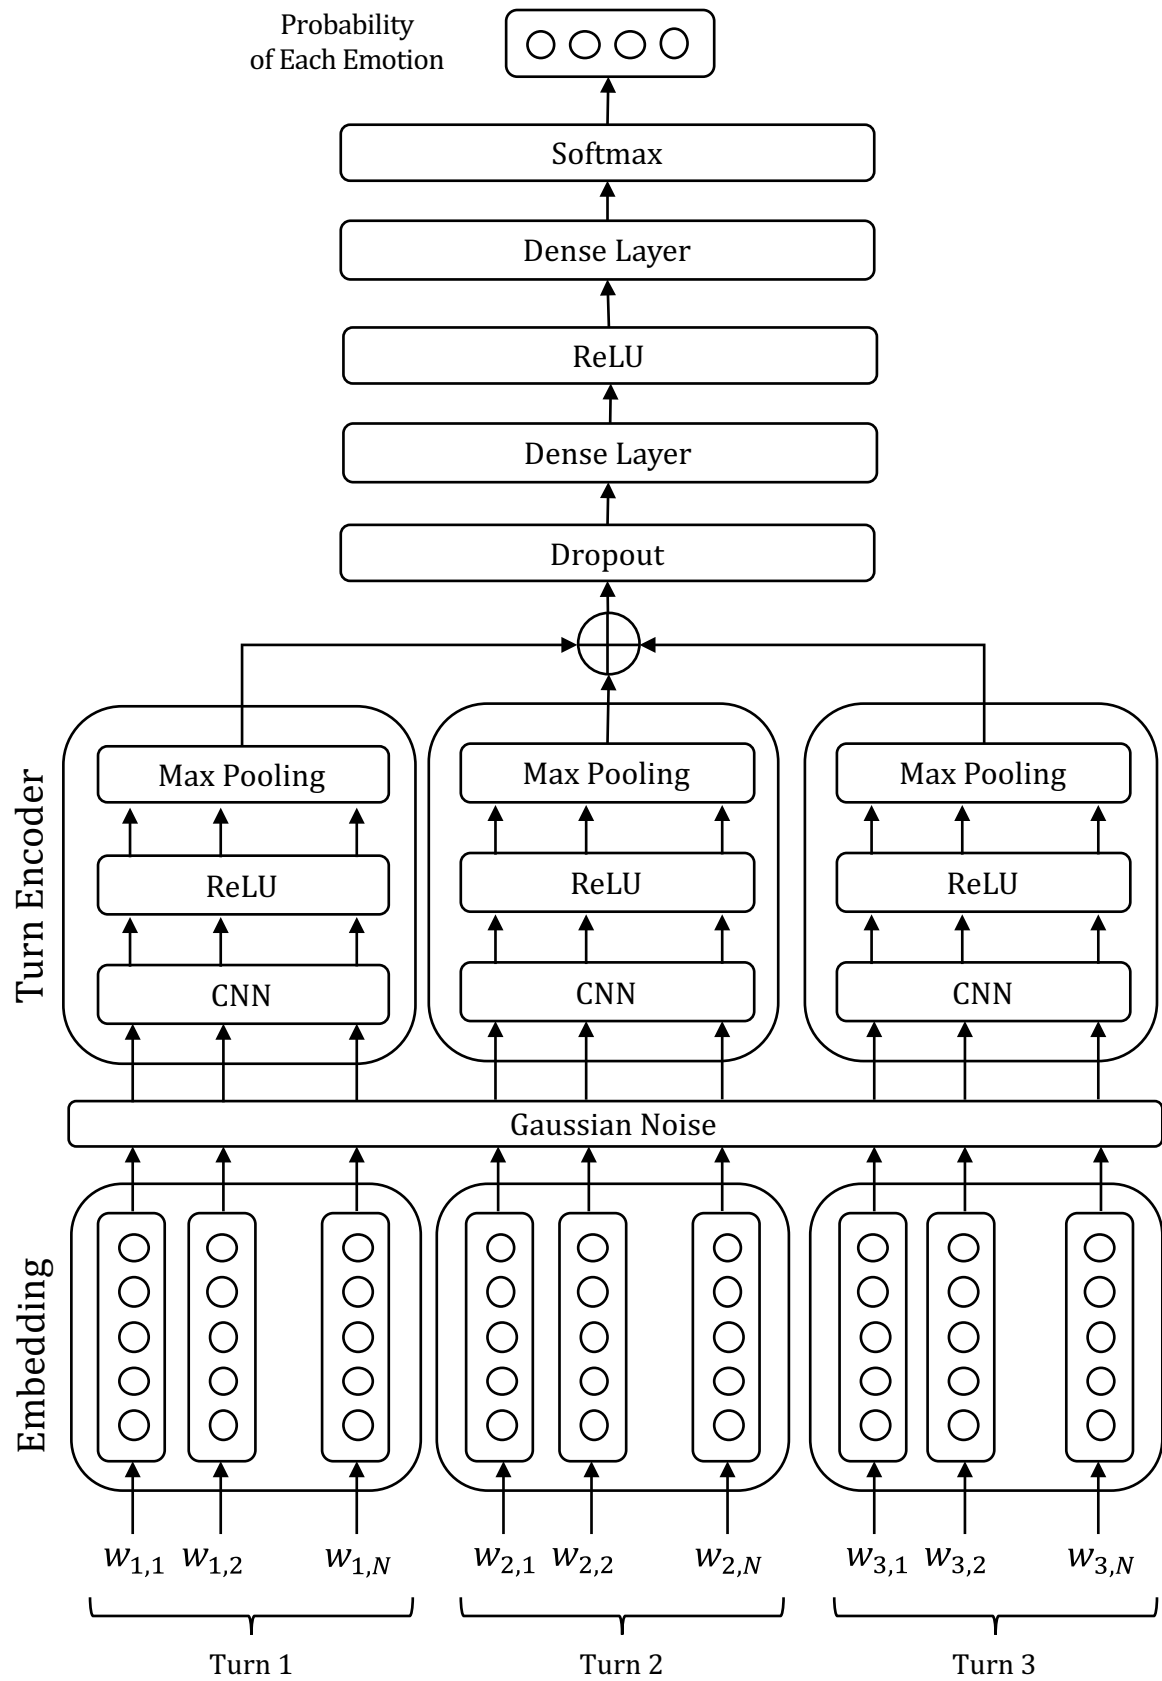 Probability
of Each Emotion
Softmax
Dense Layer
ReLU
Dense Layer
Dropout
Turn Encoder
Max Pooling Max Pooling Max Pooling
ReLU ReLU ReLU
CNN CNN CNN
Gaussian Noise
Embedding
w1,1 w1,2 w1,N w2,1 w2,2 w2,N w3,1 w3,2 w3,N
Turn 1 Turn 2 Turn 3